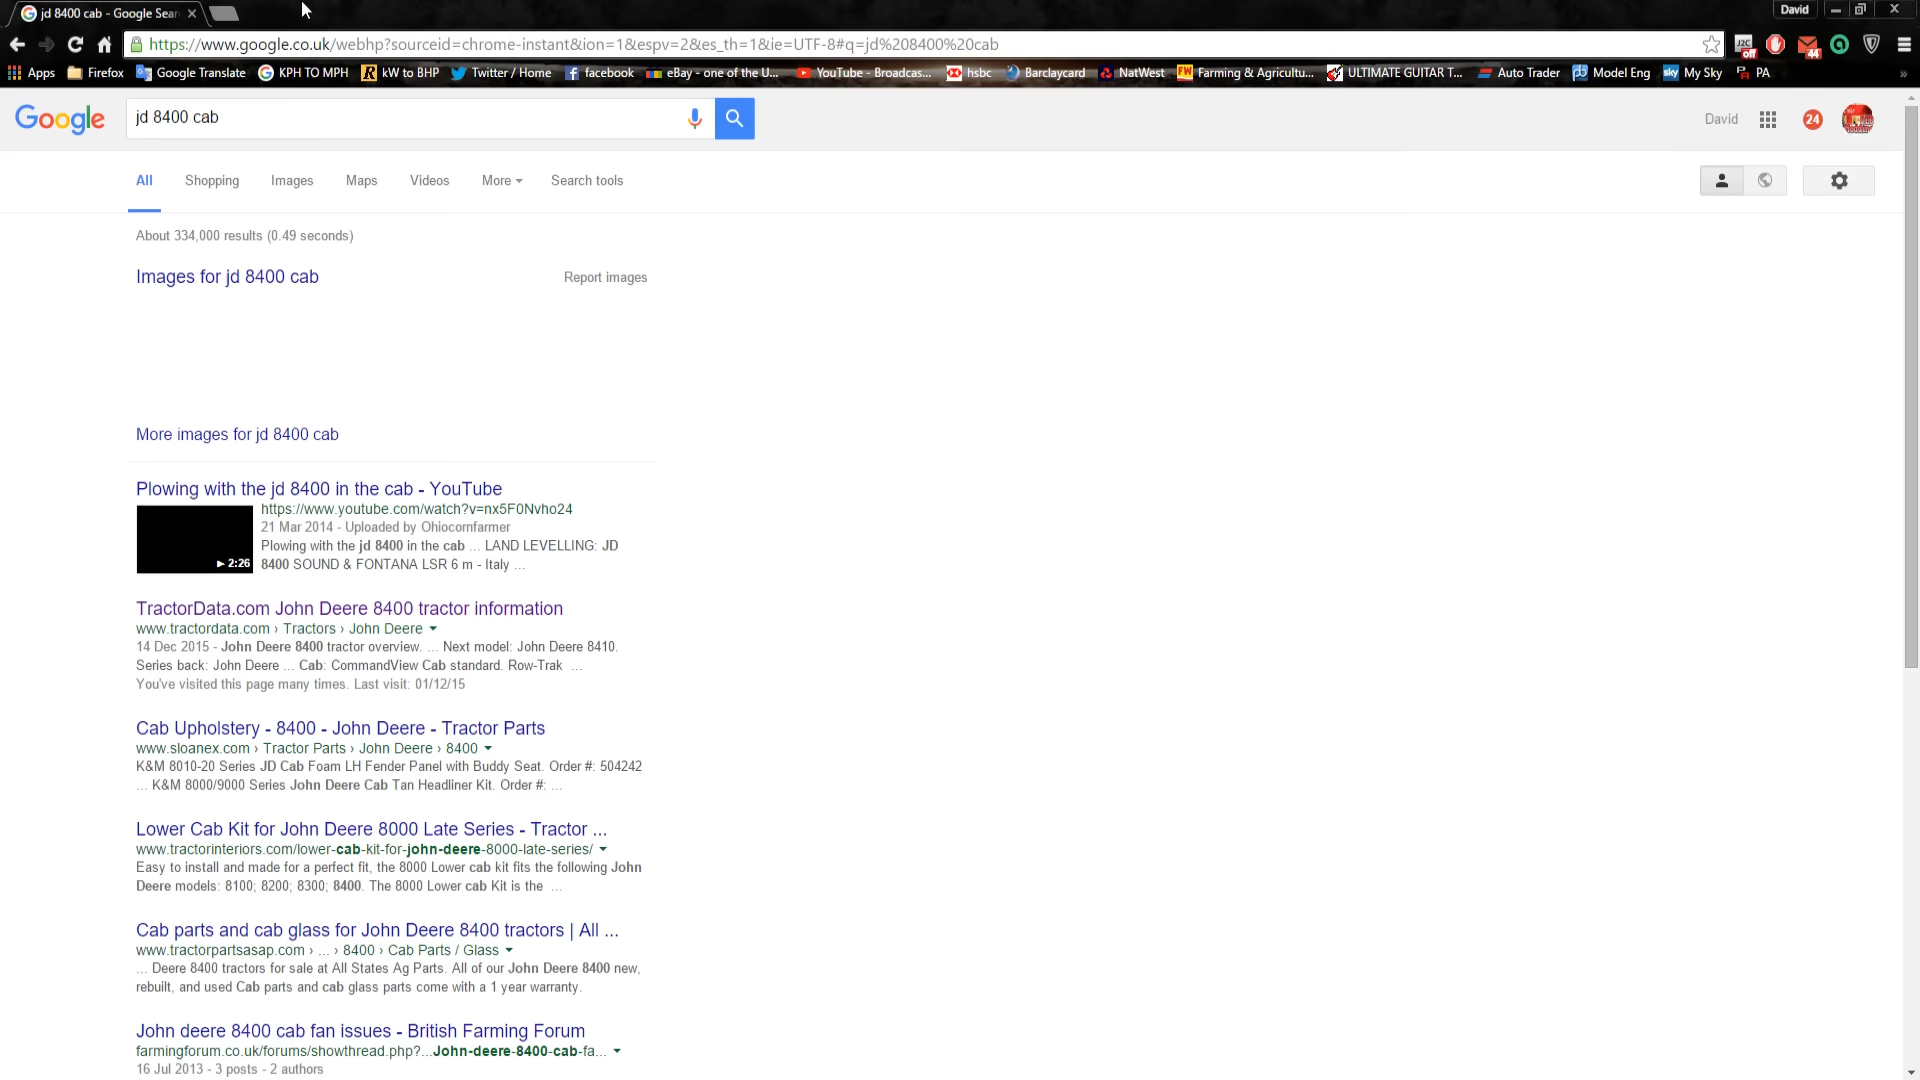 jd 8400 cab - Google Sear
David
https://www.google.co.uk/webhp?sourceid=chrome-instant&ion=1&espv=2&es_th=1&ie=UTF-8#q=jd%208400%20cab
J2C off 44
Apps Firefox Google Translate KPH TO MPH kW to BHP Twitter / Home facebook eBay - one of the U... YouTube - Broadcas... hsbc Barclaycard NatWest Farming & Agricultu... ULTIMATE GUITAR T... Auto Trader Model Eng My Sky PA
Google jd 8400 cab David 24
All Shopping Images Maps Videos More Search tools
About 334,000 results (0.49 seconds)
Images for jd 8400 cab Report images
More images for jd 8400 cab
Plowing with the jd 8400 in the cab - YouTube
https://www.youtube.com/watch?v=nx5F0Nvho24
21 Mar 2014 - Uploaded by Ohiocornfarmer
Plowing with the jd 8400 in the cab ... LAND LEVELLING: JD
2:26 8400 SOUND & FONTANA LSR 6 m - Italy ...
TractorData.com John Deere 8400 tractor information
www.tractordata.com › Tractors › John Deere
14 Dec 2015 - John Deere 8400 tractor overview. ... Next model: John Deere 8410.
Series back: John Deere ... Cab: CommandView Cab standard. Row-Trak ...
You've visited this page many times. Last visit: 01/12/15
Cab Upholstery - 8400 - John Deere - Tractor Parts
www.sloanex.com › Tractor Parts › John Deere › 8400
K&M 8010-20 Series JD Cab Foam LH Fender Panel with Buddy Seat. Order #: 504242
... K&M 8000/9000 Series John Deere Cab Tan Headliner Kit. Order #: ...
Lower Cab Kit for John Deere 8000 Late Series - Tractor ...
www.tractorinteriors.com/lower-cab-kit-for-john-deere-8000-late-series/
Easy to install and made for a perfect fit, the 8000 Lower cab kit fits the following John
Deere models: 8100; 8200; 8300; 8400. The 8000 Lower cab Kit is the ...
Cab parts and cab glass for John Deere 8400 tractors | All ...
www.tractorpartsasap.com › ... › 8400 › Cab Parts / Glass
... Deere 8400 tractors for sale at All States Ag Parts. All of our John Deere 8400 new,
rebuilt, and used Cab parts and cab glass parts come with a 1 year warranty.
John deere 8400 cab fan issues - British Farming Forum
farmingforum.co.uk/forums/showthread.php?...John-deere-8400-cab-fa...
16 Jul 2013 - 3 posts - 2 authors